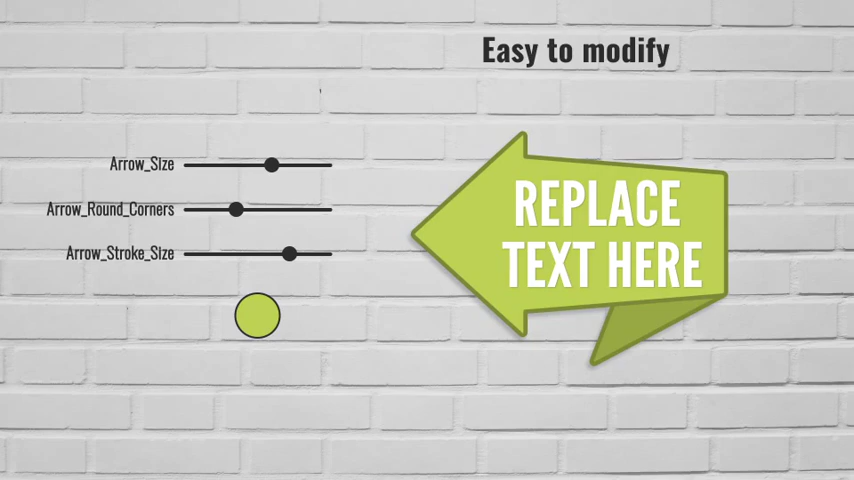 Easy to modify
Arrow_SIze
Arrow_Round_Corners
Arrow_Stroke_SIze
REPLACE
TEXT HERE